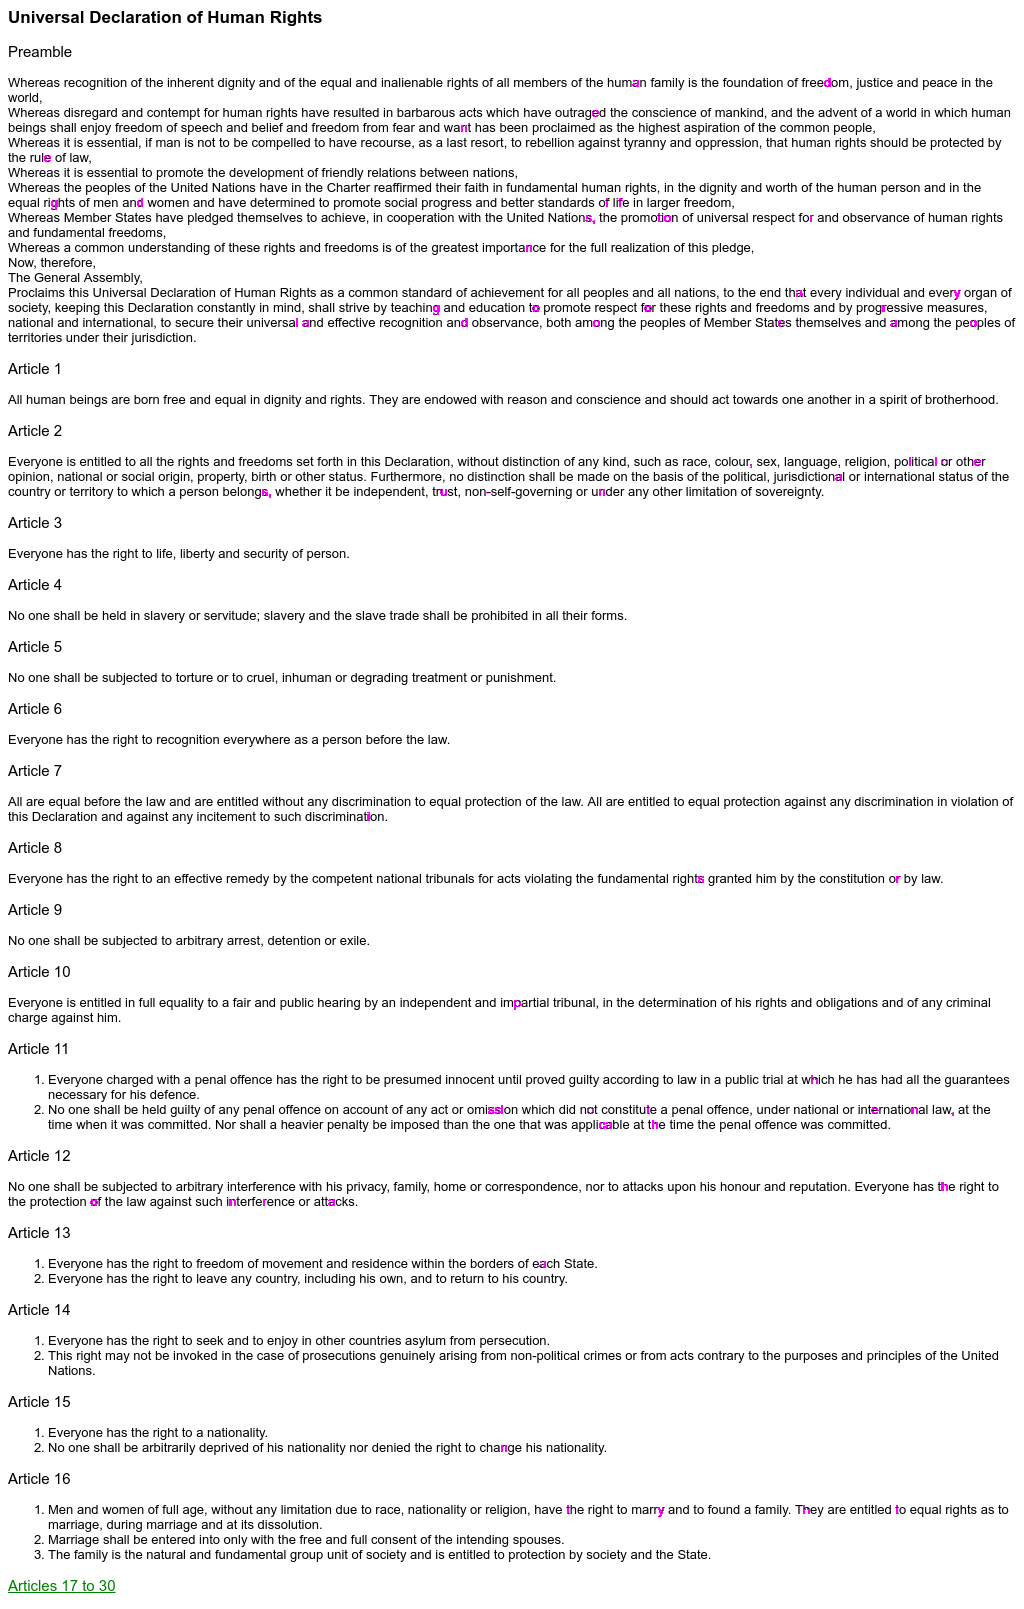 Universal Declaration of Human Rights
Preamble
Whereas recognition of the inherent dignity and of the equal and inalienable rights of all members of the human family is the foundation of freedom, justice and peace in the
world,
Whereas disregard and contempt for human rights have resulted in barbarous acts which have outraged the conscience of mankind, and the advent of a world in which human
beings shall enjoy freedom of speech and belief and freedom from fear and want has been proclaimed as the highest aspiration of the common people,
Whereas it is essential, if man is not to be compelled to have recourse, as a last resort, to rebellion against tyranny and oppression, that human rights should be protected by
the rule of law,
Whereas it is essential to promote the development of friendly relations between nations,
Whereas the peoples of the United Nations have in the Charter reaffirmed their faith in fundamental human rights, in the dignity and worth of the human person and in the
equal rights of men and women and have determined to promote social progress and better standards of life in larger freedom,
Whereas Member States have pledged themselves to achieve, in cooperation with the United Nations, the promotion of universal respect for and observance of human rights
and fundamental freedoms,
Whereas a common understanding of these rights and freedoms is of the greatest importance for the full realization of this pledge,
Now, therefore,
The General Assembly,
Proclaims this Universal Declaration of Human Rights as a common standard of achievement for all peoples and all nations, to the end that every individual and every organ of
society, keeping this Declaration constantly in mind, shall strive by teaching and education to promote respect for these rights and freedoms and by progressive measures,
national and international, to secure their universal and effective recognition and observance, both among the peoples of Member States themselves and among the peoples of
territories under their jurisdiction.
Article 1
All human beings are born free and equal in dignity and rights. They are endowed with reason and conscience and should act towards one another in a spirit of brotherhood.
Article 2
Everyone is entitled to all the rights and freedoms set forth in this Declaration, without distinction of any kind, such as race, colour, sex, language, religion, political or other
opinion, national or social origin, property, birth or other status. Furthermore, no distinction shall be made on the basis of the political, jurisdictional or international status of the
country or territory to which a person belongs, whether it be independent, trust, non-self-governing or under any other limitation of sovereignty.
Article 3
Everyone has the right to life, liberty and security of person.
Article 4
No one shall be held in slavery or servitude; slavery and the slave trade shall be prohibited in all their forms.
Article 5
No one shall be subjected to torture or to cruel, inhuman or degrading treatment or punishment.
Article 6
Everyone has the right to recognition everywhere as a person before the law.
Article 7
All are equal before the law and are entitled without any discrimination to equal protection of the law. All are entitled to equal protection against any discrimination in violation of
this Declaration and against any incitement to such discrimination.
Article 8
Everyone has the right to an effective remedy by the competent national tribunals for acts violating the fundamental rights granted him by the constitution or by law.
Article 9
No one shall be subjected to arbitrary arrest, detention or exile.
Article 10
Everyone is entitled in full equality to a fair and public hearing by an independent and impartial tribunal, in the determination of his rights and obligations and of any criminal
charge against him.
Article 11
1. Everyone charged with a penal offence has the right to be presumed innocent until proved guilty according to law in a public trial at which he has had all the guarantees
necessary for his defence.
2. No one shall be held guilty of any penal offence on account of any act or omission which did not constitute a penal offence, under national or international law, at the
time when it was committed. Nor shall a heavier penalty be imposed than the one that was applicable at the time the penal offence was committed.
Article 12
No one shall be subjected to arbitrary interference with his privacy, family, home or correspondence, nor to attacks upon his honour and reputation. Everyone has the right to
the protection of the law against such interference or attacks.
Article 13
1. Everyone has the right to freedom of movement and residence within the borders of each State.
2. Everyone has the right to leave any country, including his own, and to return to his country.
Article 14
1. Everyone has the right to seek and to enjoy in other countries asylum from persecution.
2. This right may not be invoked in the case of prosecutions genuinely arising from non-political crimes or from acts contrary to the purposes and principles of the United
Nations.
Article 15
1. Everyone has the right to a nationality.
2. No one shall be arbitrarily deprived of his nationality nor denied the right to change his nationality.
Article 16
1. Men and women of full age, without any limitation due to race, nationality or religion, have the right to marry and to found a family. They are entitled to equal rights as to
marriage, during marriage and at its dissolution.
2. Marriage shall be entered into only with the free and full consent of the intending spouses.
3. The family is the natural and fundamental group unit of society and is entitled to protection by society and the State.
Articles 17 to 30